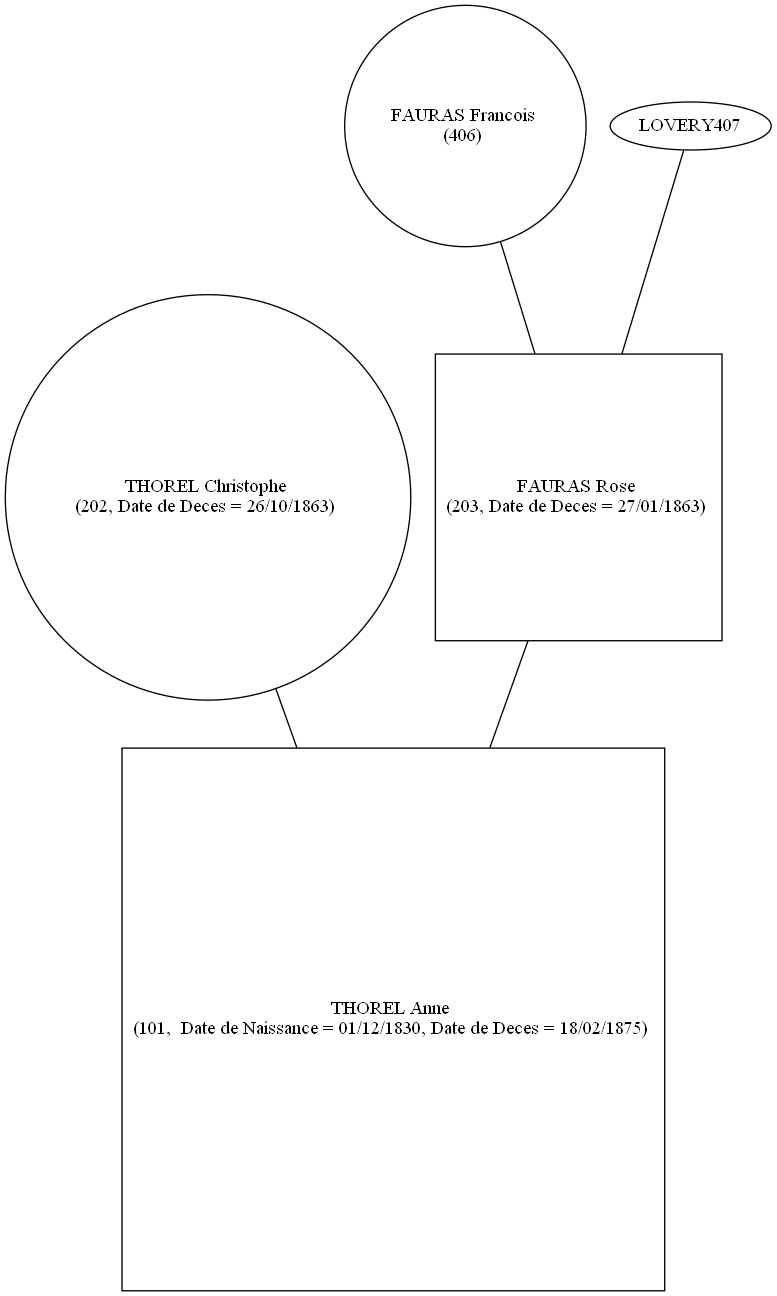 FAURAS Francois
(406)
LOVERY407
THOREL Christophe
(202, Date de Deces = 26/10/1863)
FAURAS Rose
(203, Date de Deces = 27/01/1863)
THOREL Anne
(101,  Date de Naissance = 01/12/1830, Date de Deces = 18/02/1875)